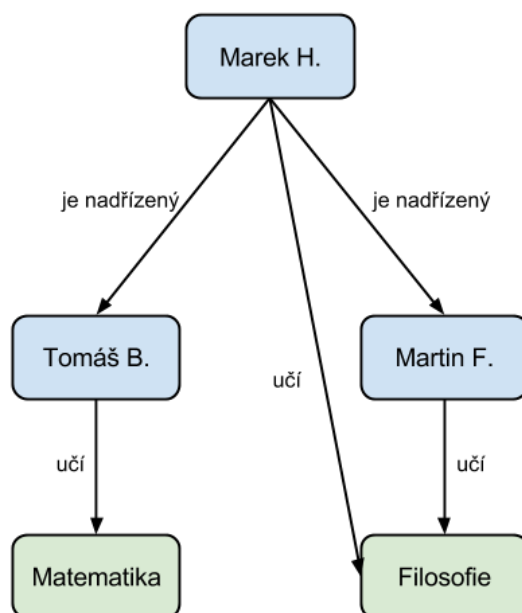 Marek H.
je nadřízený
je nadřízený
Tomáš B.
Martin F.
učí
učí
učí
Matematika
Filosofie